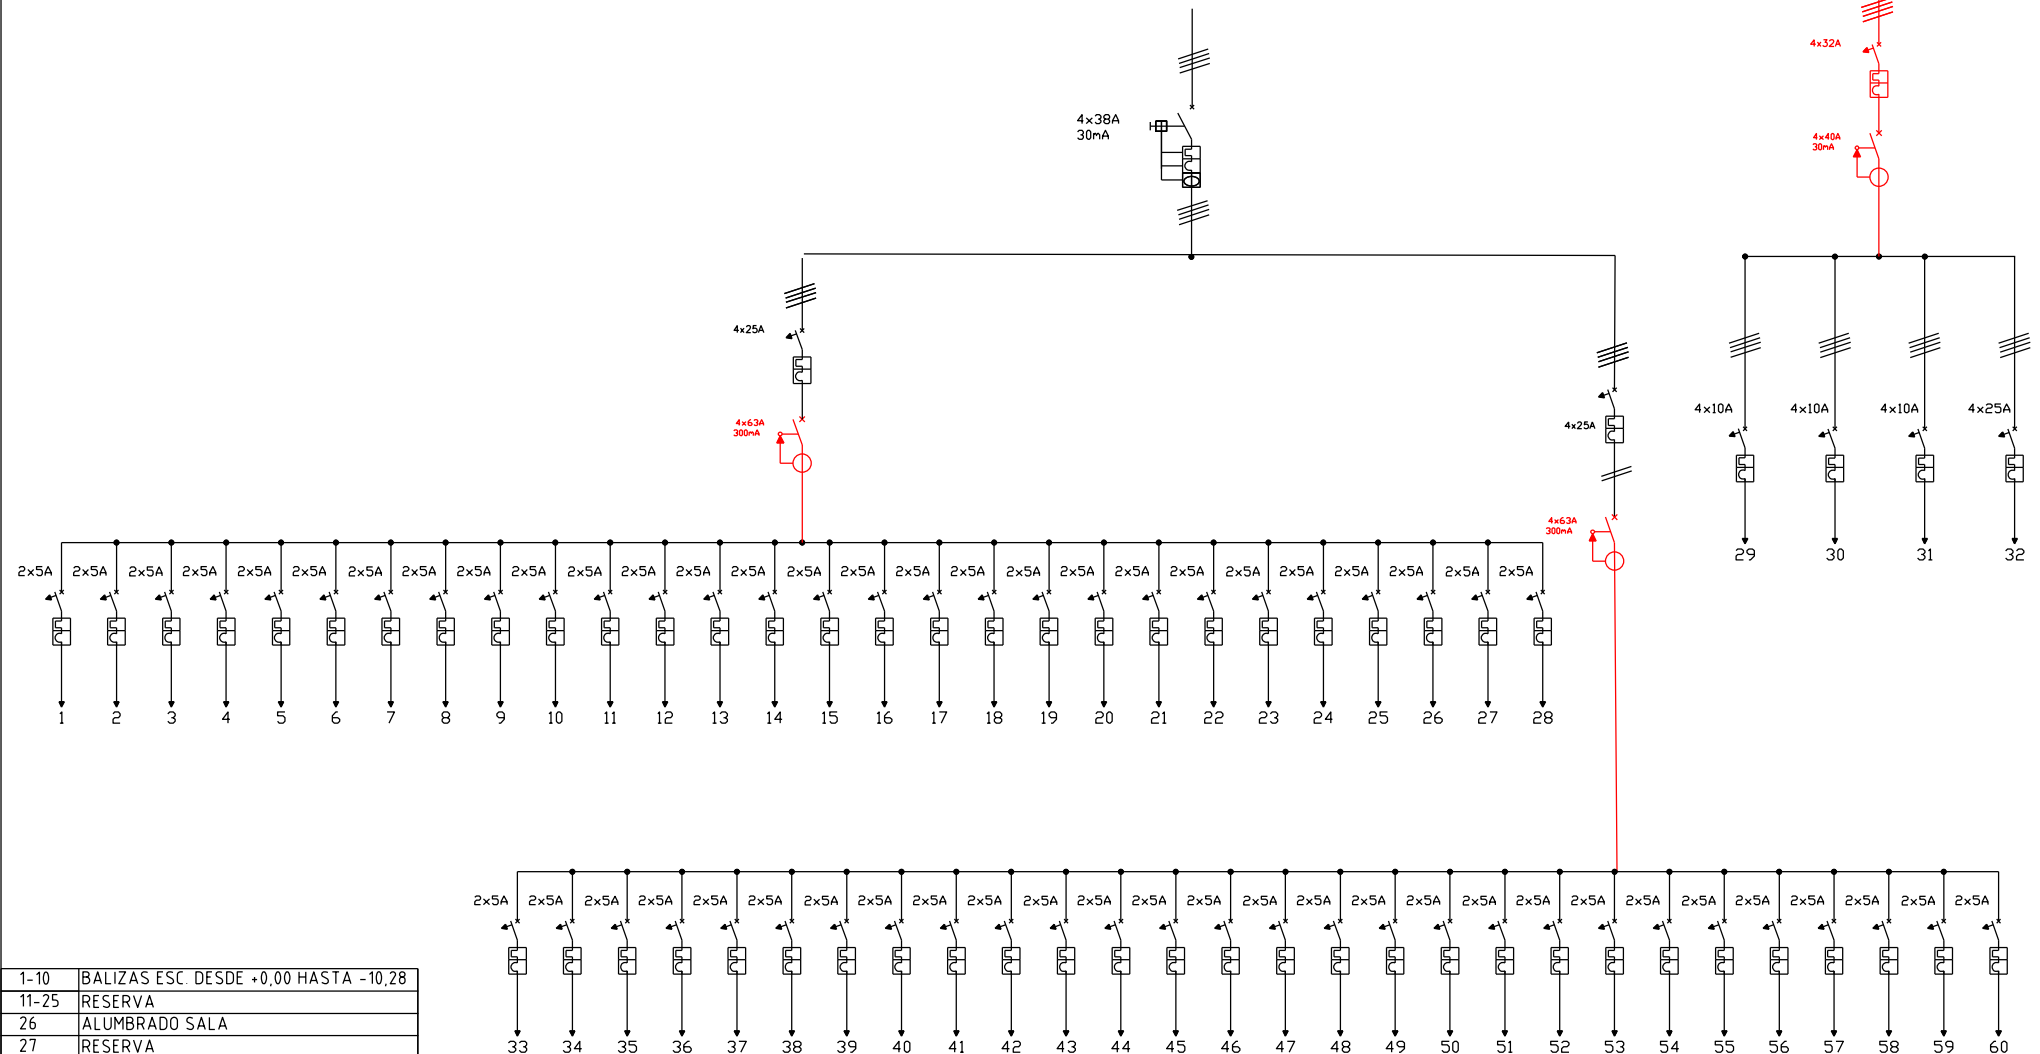 4x32A
4x38A
30mA
4x40A
30mA
4x25A
4x63A
300mA
4x25A
4x10A 4x10A 4x10A 4x25A
4x63A
300mA
29 30 31 32
2x5A 2x5A 2x5A 2x5A 2x5A 2x5A 2x5A 2x5A 2x5A 2x5A 2x5A 2x5A 2x5A 2x5A 2x5A 2x5A 2x5A 2x5A 2x5A 2x5A 2x5A 2x5A 2x5A 2x5A 2x5A 2x5A 2x5A 2x5A
1 2 3 4 5 6 7 8 9 10 11 12 13 14 15 16 17 18 19 20 21 22 23 24 25 26 27 28
2x5A 2x5A 2x5A 2x5A 2x5A 2x5A 2x5A 2x5A 2x5A 2x5A 2x5A 2x5A 2x5A 2x5A 2x5A 2x5A 2x5A 2x5A 2x5A 2x5A 2x5A 2x5A 2x5A 2x5A 2x5A 2x5A 2x5A 2x5A
33 34 35 36 37 38 39 40 41 42 43 44 45 46 47 48 49 50 51 52 53 54 55 56 57 58 59 60
1-10 BALIZAS ESC. DESDE +0,00 HASTA -10,28
11-25 RESERVA
26 ALUMBRADO SALA
27 RESERVA